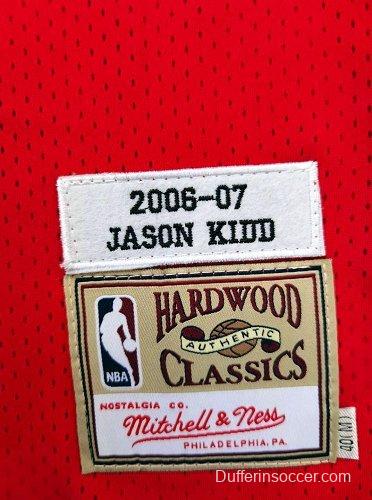 2006-07
JASON KIDD
HARDWOOD
AUTHENTIC
CLASSICS
NBA
NOSTALGIA CO.
Mitchell & Ness
PHILADELPHIA, PA.
40(M)
Dufferinsoccer.com